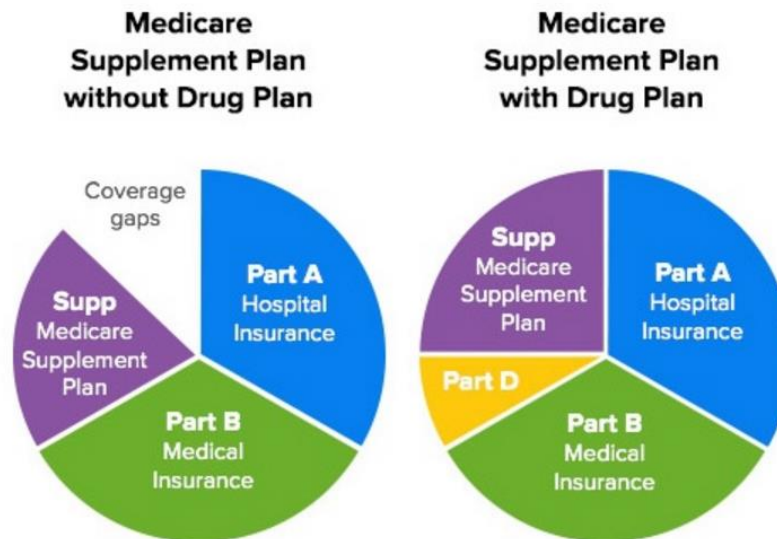 Medicare
Supplement Plan
without Drug Plan
Coverage
gaps
Part A
Hospital
Insurance
Supp
Medicare
Supplement
Plan
Part B
Medical
Insurance
Medicare
Supplement Plan
with Drug Plan
Supp
Medicare
Supplement
Plan
Part A
Hospital
Insurance
Part D
Part B
Medical
Insurance